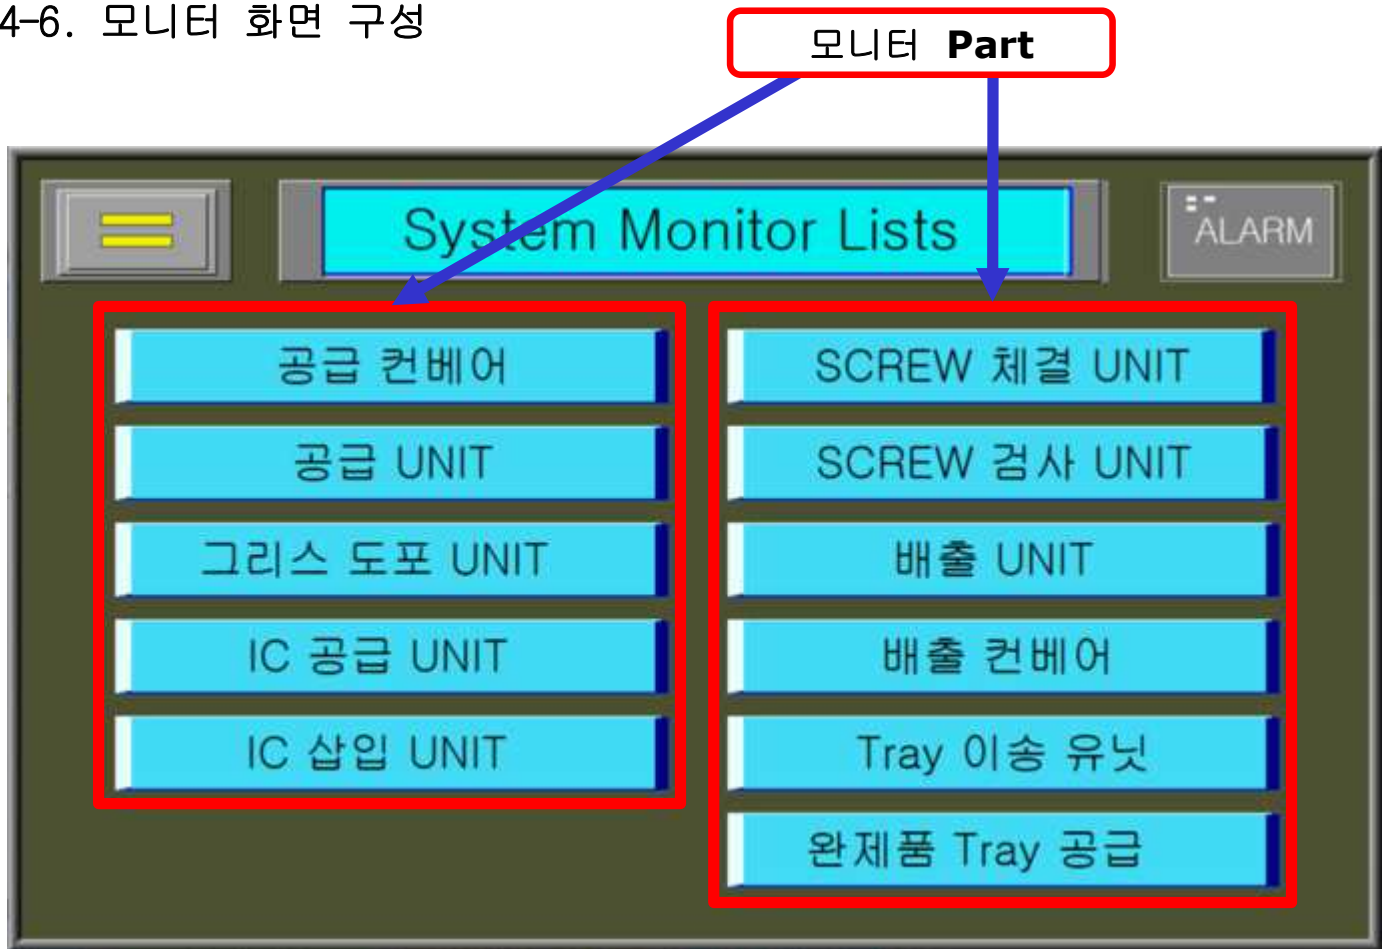 4-6. 모니터 화면 구성
모니터 Part
System Monitor Lists
ALARM
공급 컨베어
공급 UNIT
그리스 도포 UNIT
IC 공급 UNIT
IC 삽입 UNIT
SCREW 체결 UNIT
SCREW 검사 UNIT
배출 UNIT
배출 컨베어
Tray 이송 유닛
완제품 Tray 공급